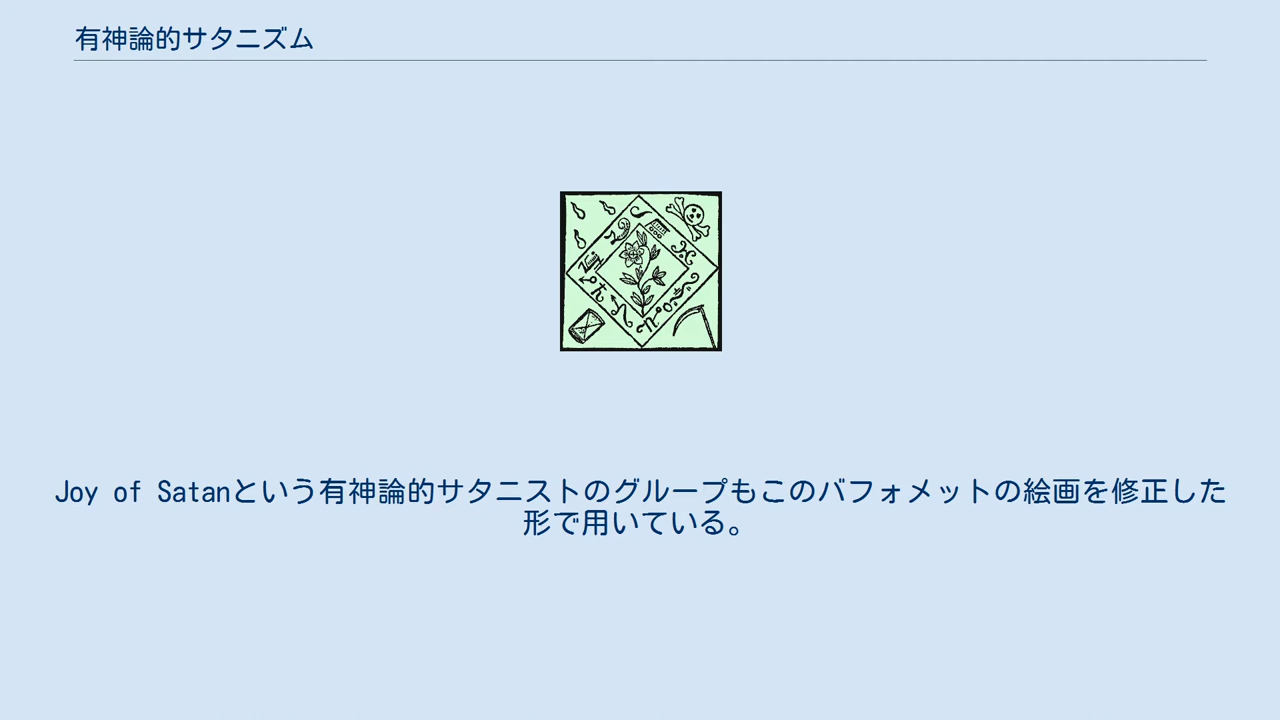 有神論的サタニズム
Joy of Satanという有神論的サタニストのグループもこのバフォメットの絵画を修正した
形で用いている。